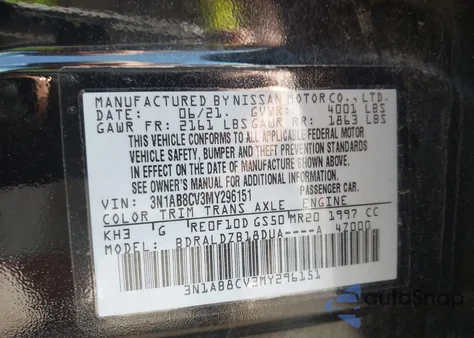 MANUFACTURED BY NISSAN MOTOR CO., LTD.
DATE: 06/21. GVWR: 4001 LBS
GAWR FR: 2161 LBS GAWR RR: 1863 LBS
THIS VEHICLE CONFORMS TO ALL APPLICABLE FEDERAL MOTOR
VEHICLE SAFETY, BUMPER AND THEFT PREVENTION STANDARDS
IN EFFECT ON THE DATE OF MANUFACTURE SHOWN ABOVE.
SEE OWNER'S MANUAL FOR ADDITIONAL INFORMATION.
VIN: 3N1AB8CV3MY296151 PASSENGER CAR.
COLOR TRIM TRANS AXLE ENGINE
KH3 G RE0F10D GS50 MR20 1997 CC
MODEL: BDRALDZB18DUA----A 47000
3N1AB8CV3MY296151
autoSnap